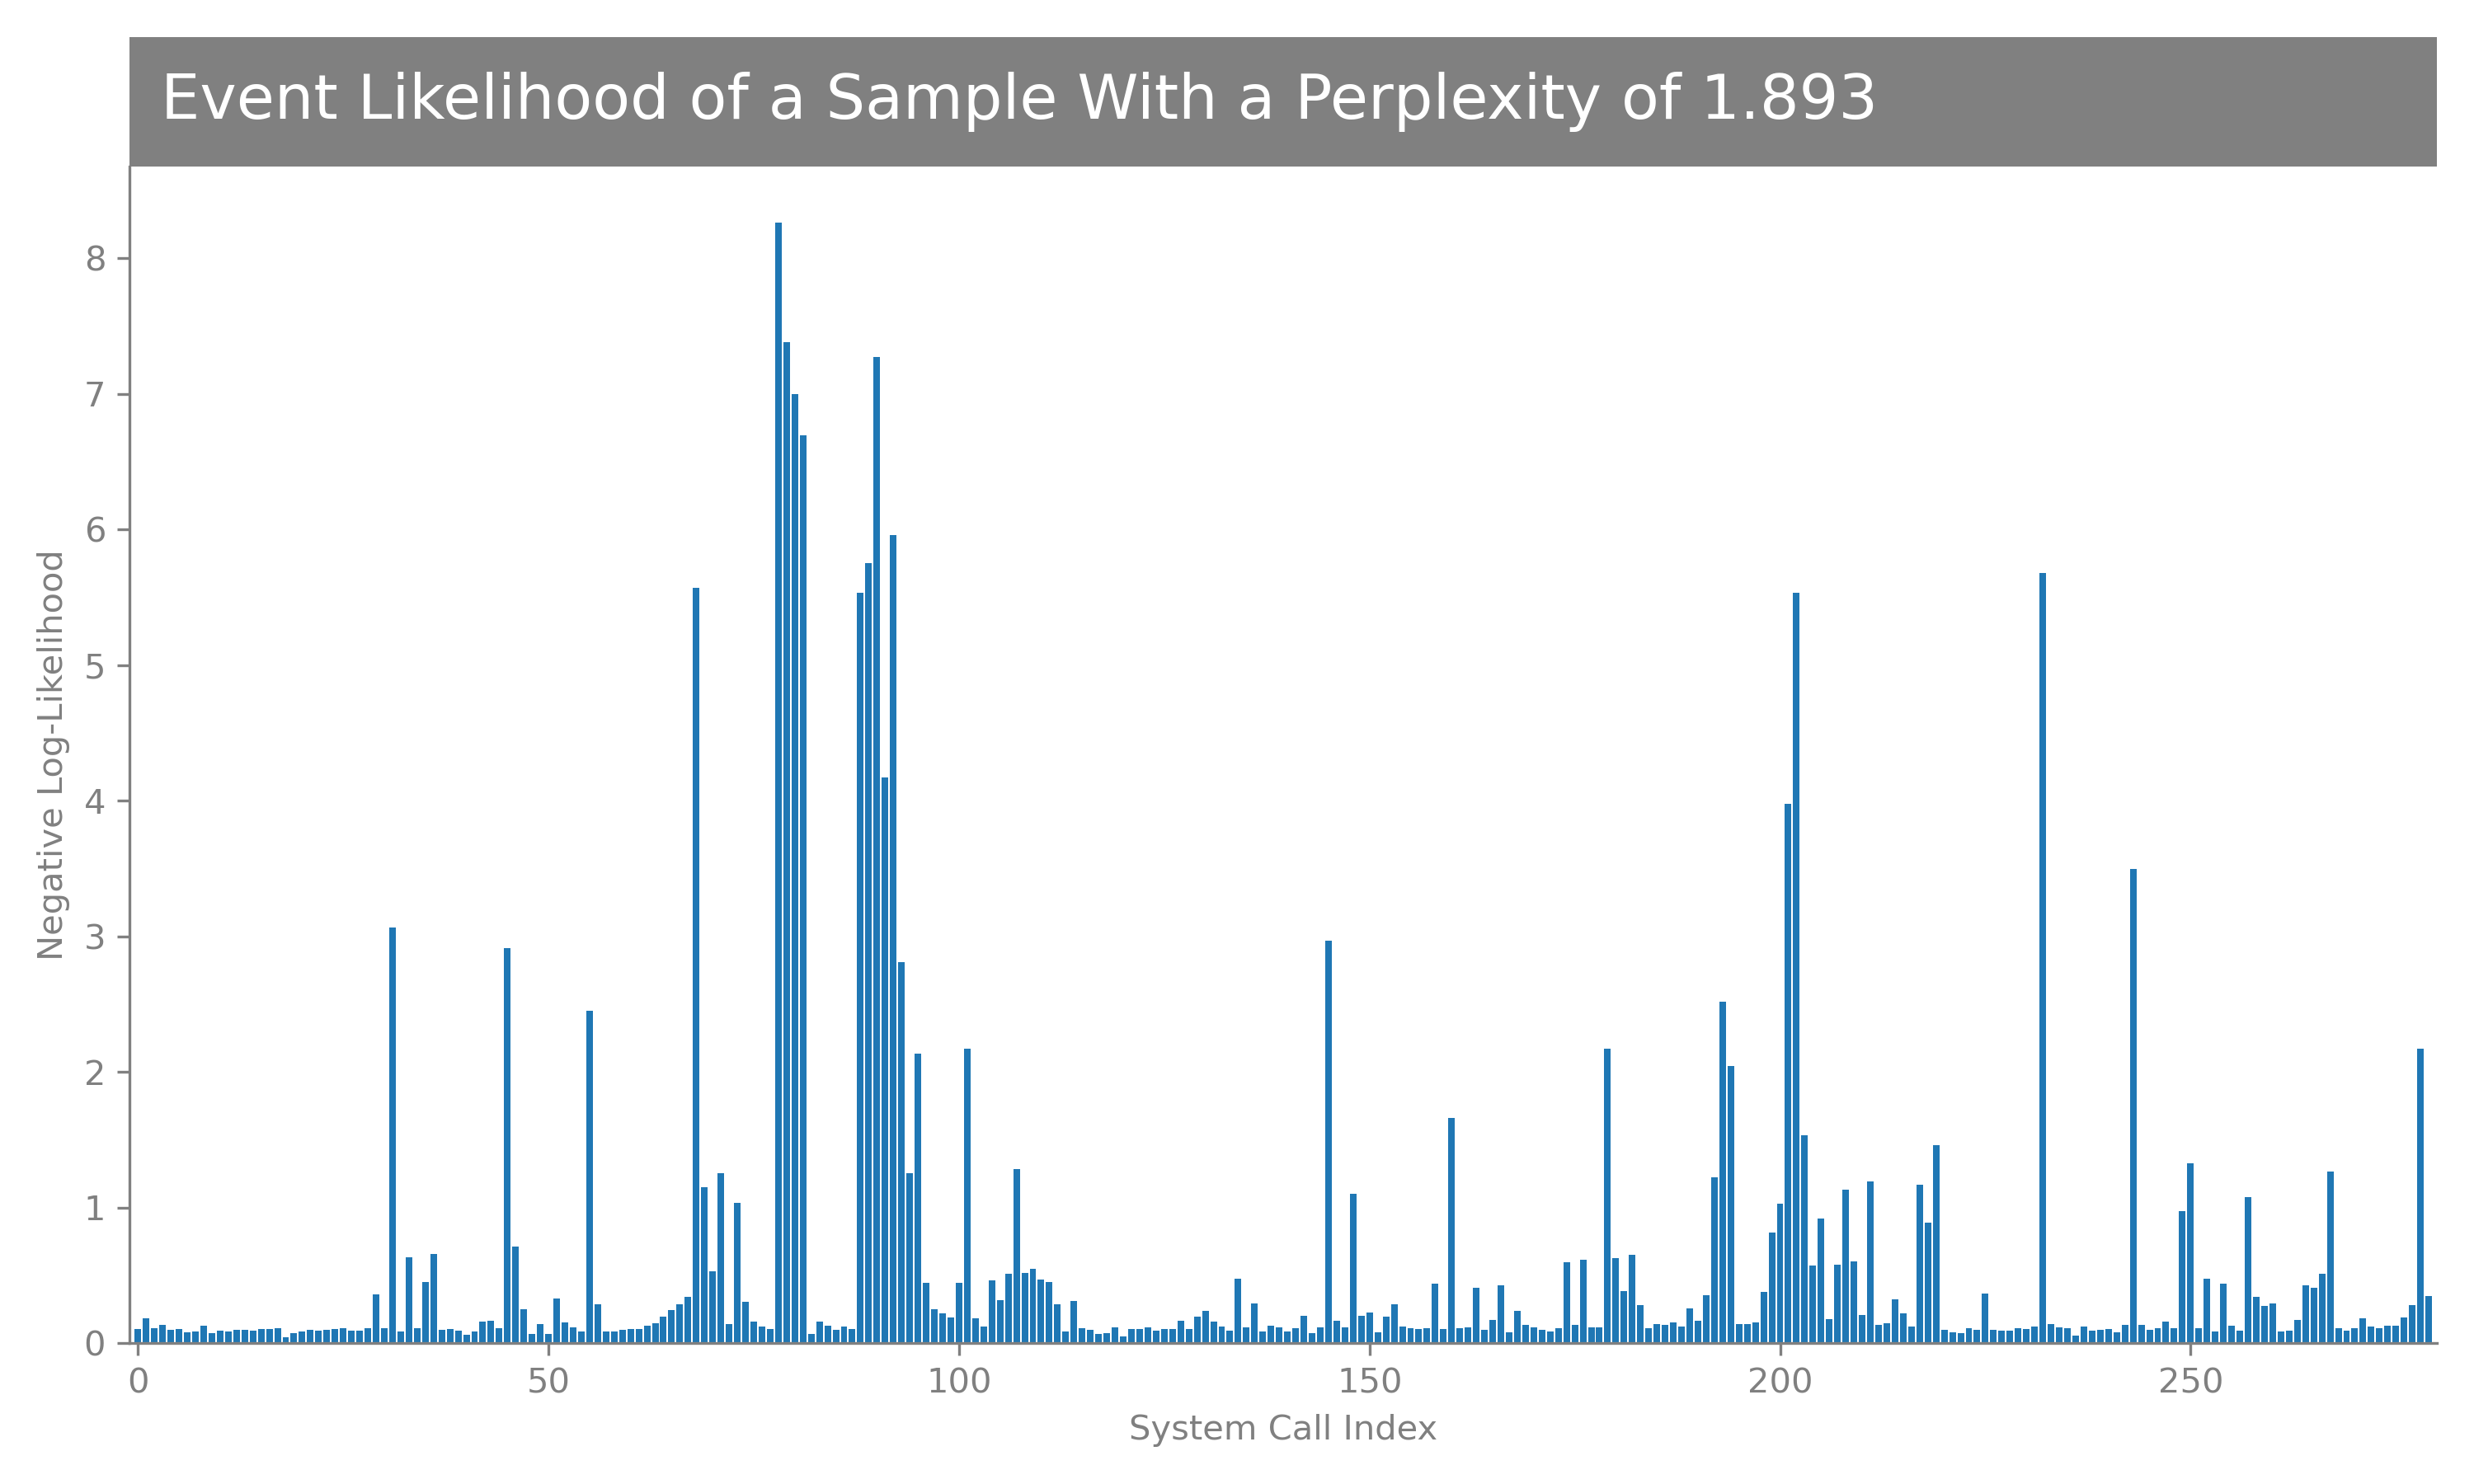 Event Likelihood of a Sample With a Perplexity of 1.893
8
7
6
5
4
3
2
1
0
Negative Log-Likelihood
0 50 100 150 200 250
System Call Index